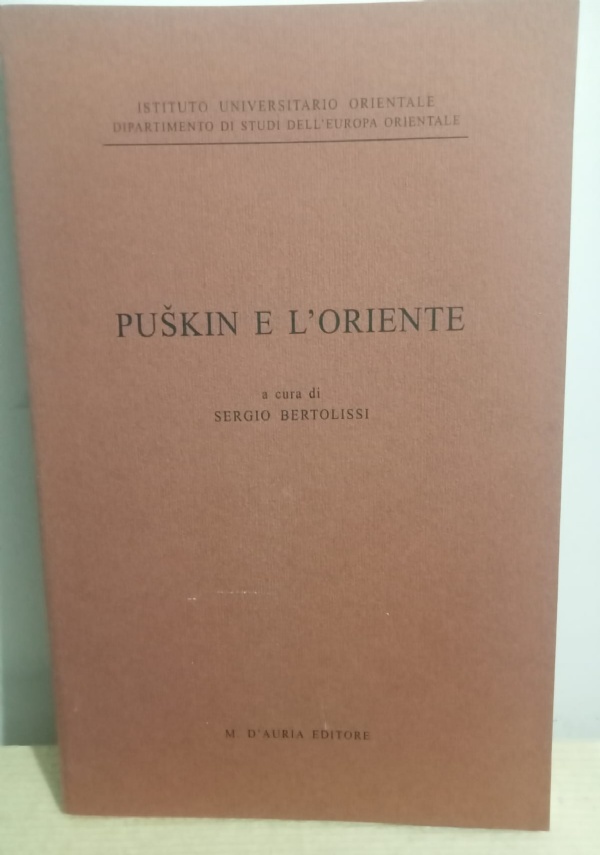 ISTITUTO UNIVERSITARIO ORIENTALE
DIPARTIMENTO DI STUDI DELL'EUROPA ORIENTALE
PUŠKIN E L'ORIENTE
a cura di
SERGIO BERTOLISSI
M. D'AURIA EDITORE